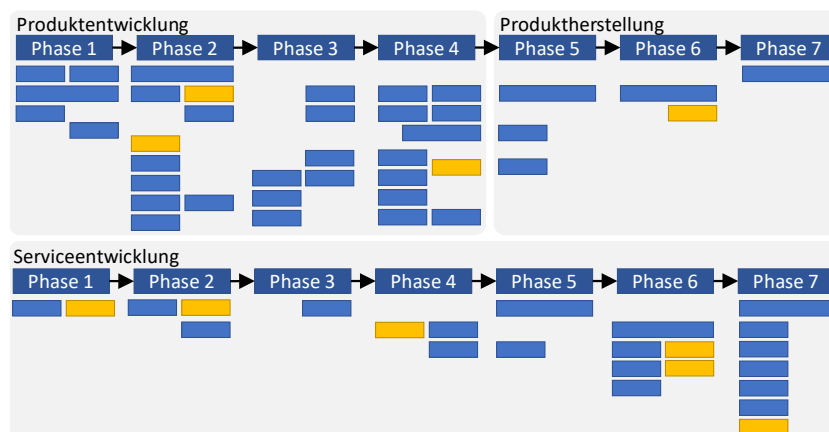 Produktentwicklung
Produktherstellung
Phase 1
Phase 2
Phase 3
Phase 4
Phase 5
Phase 6
Phase 7
Serviceentwicklung
Phase 1
Phase 2
Phase 3
Phase 4
Phase 5
Phase 6
Phase 7